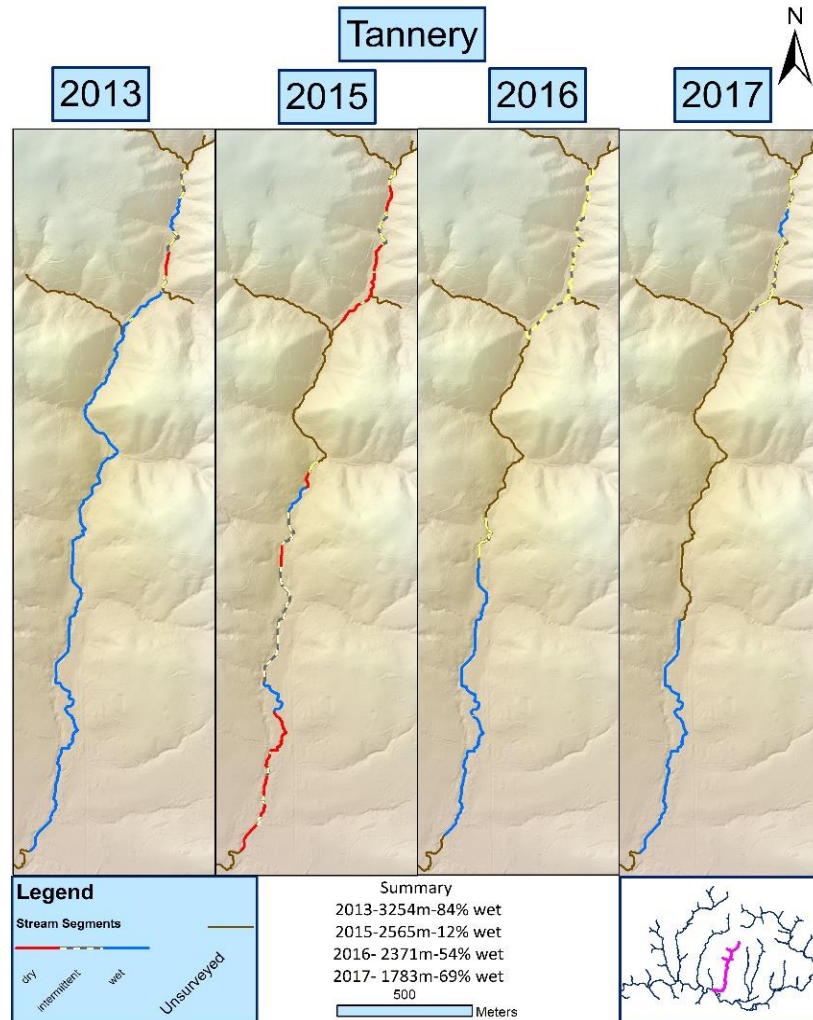 Tannery
N
2013
2015
2016
2017
Legend
Stream Segments
dry
intermittent
wet
Unsurveyed
Summary
2013-3254m-84% wet
2015-2565m-12% wet
2016- 2371m-54% wet
2017- 1783m-69% wet
500
Meters